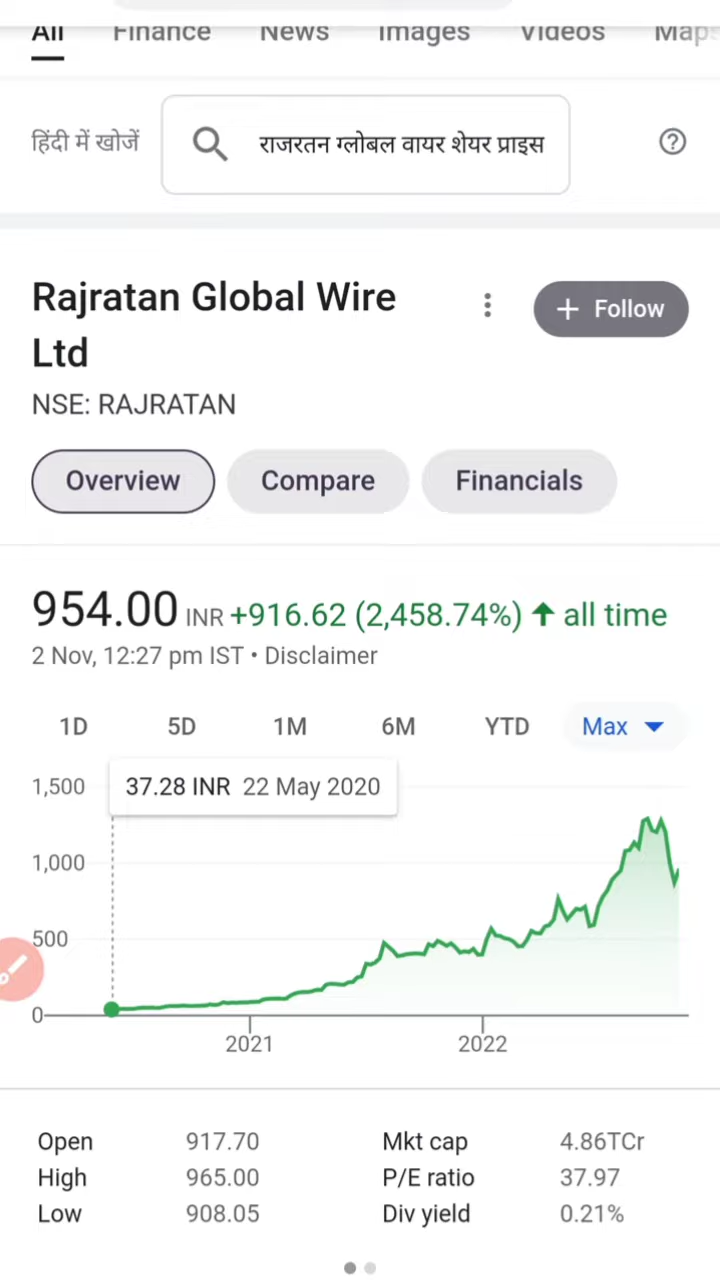 All Finance News Images Videos Maps
हिंदी में खोजें राजरतन ग्लोबल वायर शेयर प्राइस
Rajratan Global Wire
Ltd
+ Follow
NSE: RAJRATAN
Overview Compare Financials
954.00 INR +916.62 (2,458.74%) ↑ all time
2 Nov, 12:27 pm IST • Disclaimer
1D 5D 1M 6M YTD Max
37.28 INR 22 May 2020
1,500
1,000
500
0
2021 2022
Open 917.70 Mkt cap 4.86TCr
High 965.00 P/E ratio 37.97
Low 908.05 Div yield 0.21%